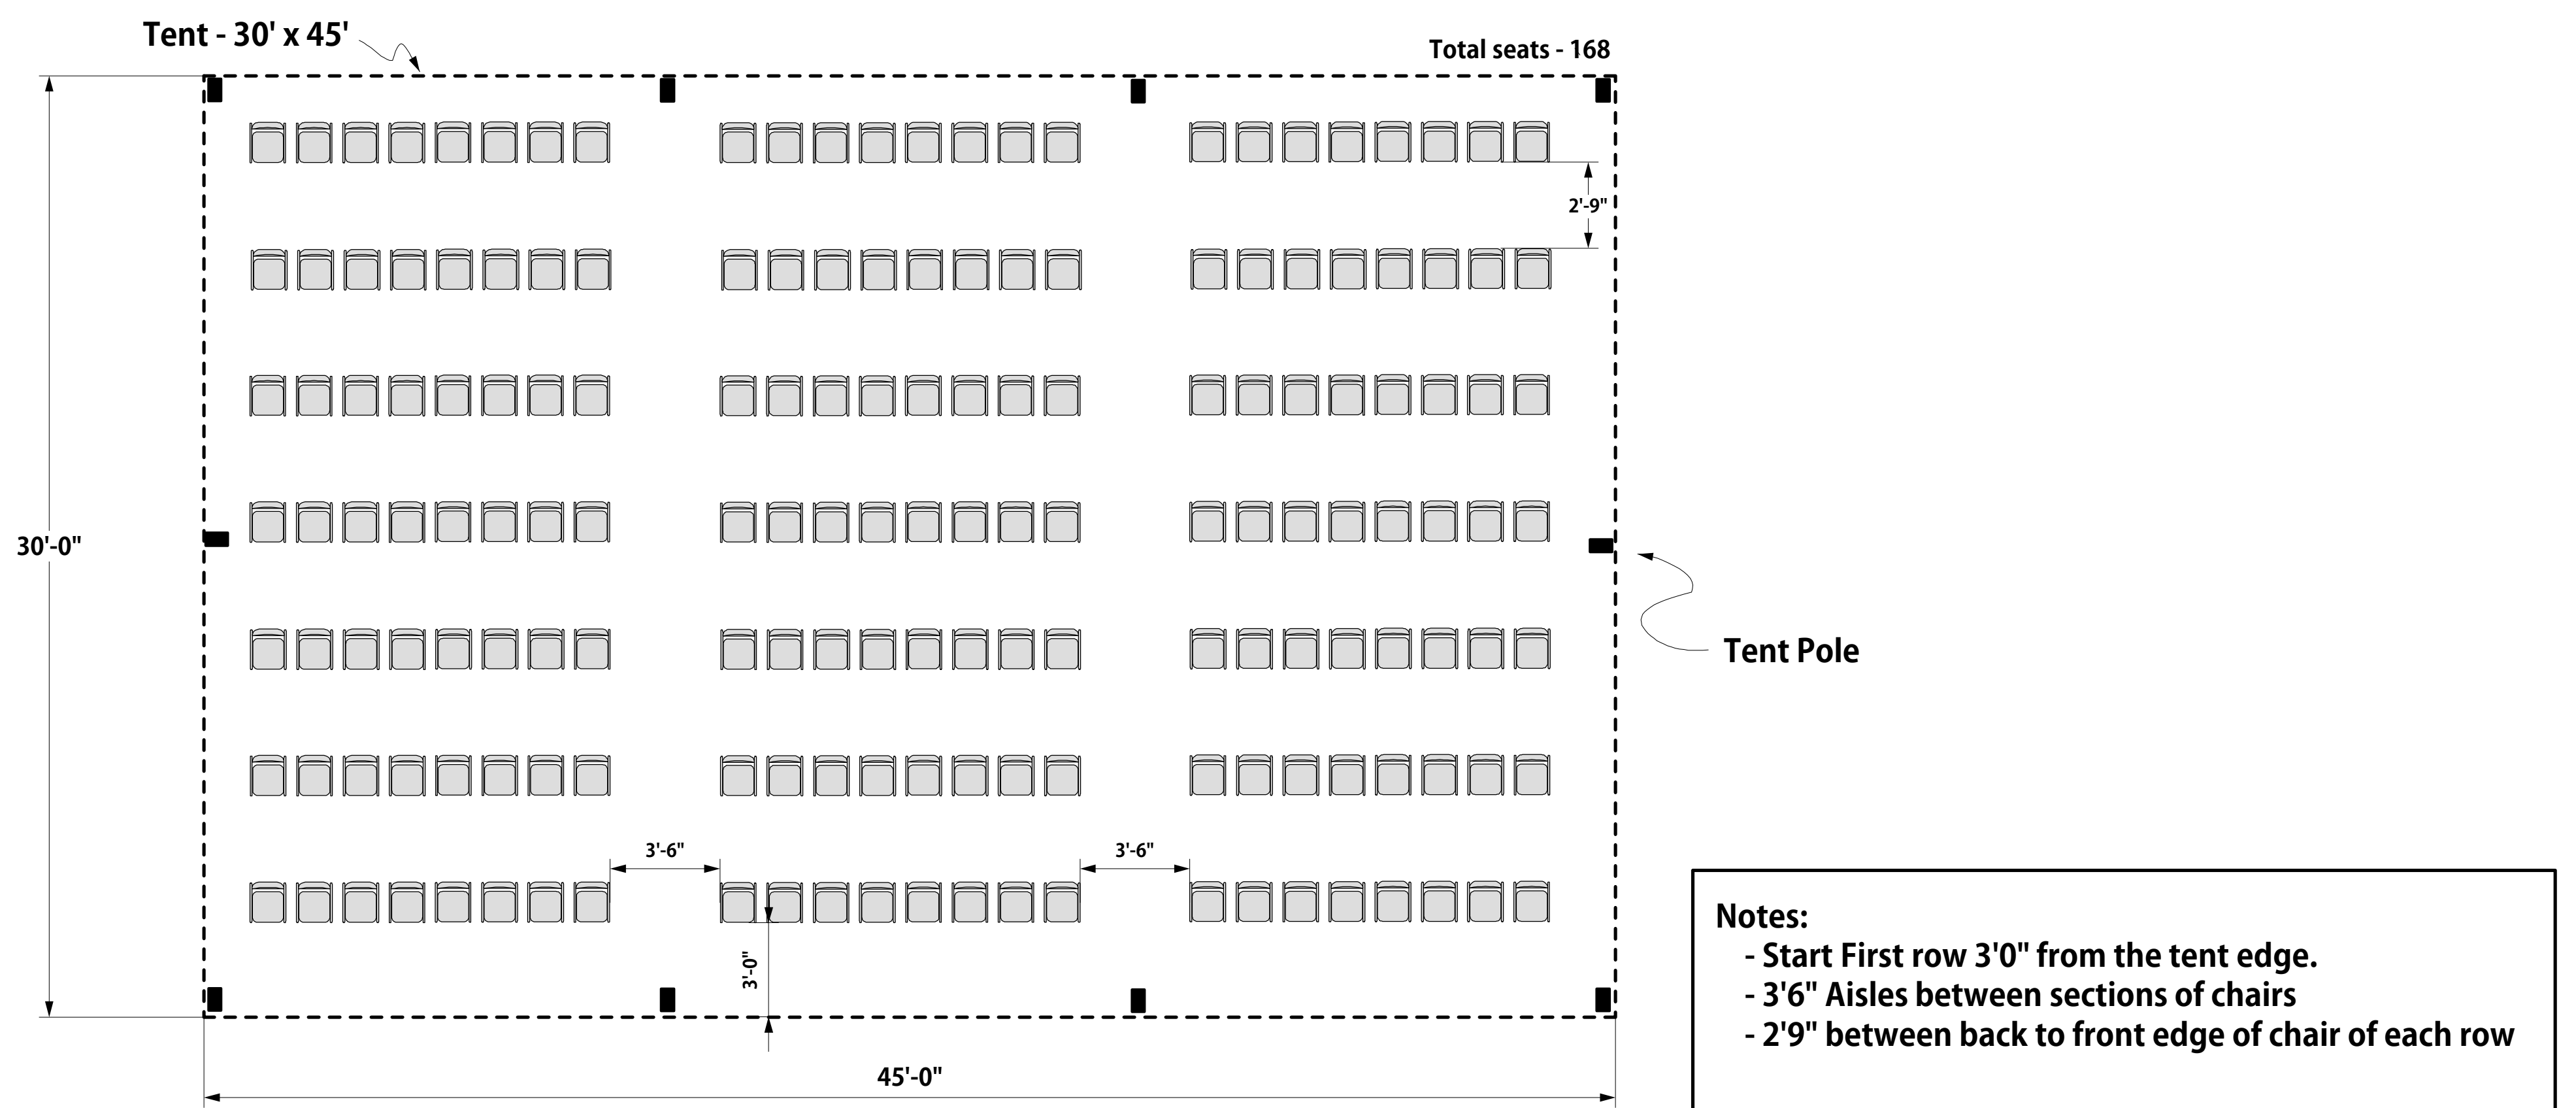 Tent - 30' x 45'
Total seats - 168
2'-9"
30'-0"
Tent Pole
3'-6"
3'-6"
3'-0"
45'-0"
Notes:
- Start First row 3'0" from the tent edge.
- 3'6" Aisles between sections of chairs
- 2'9" between back to front edge of chair of each row